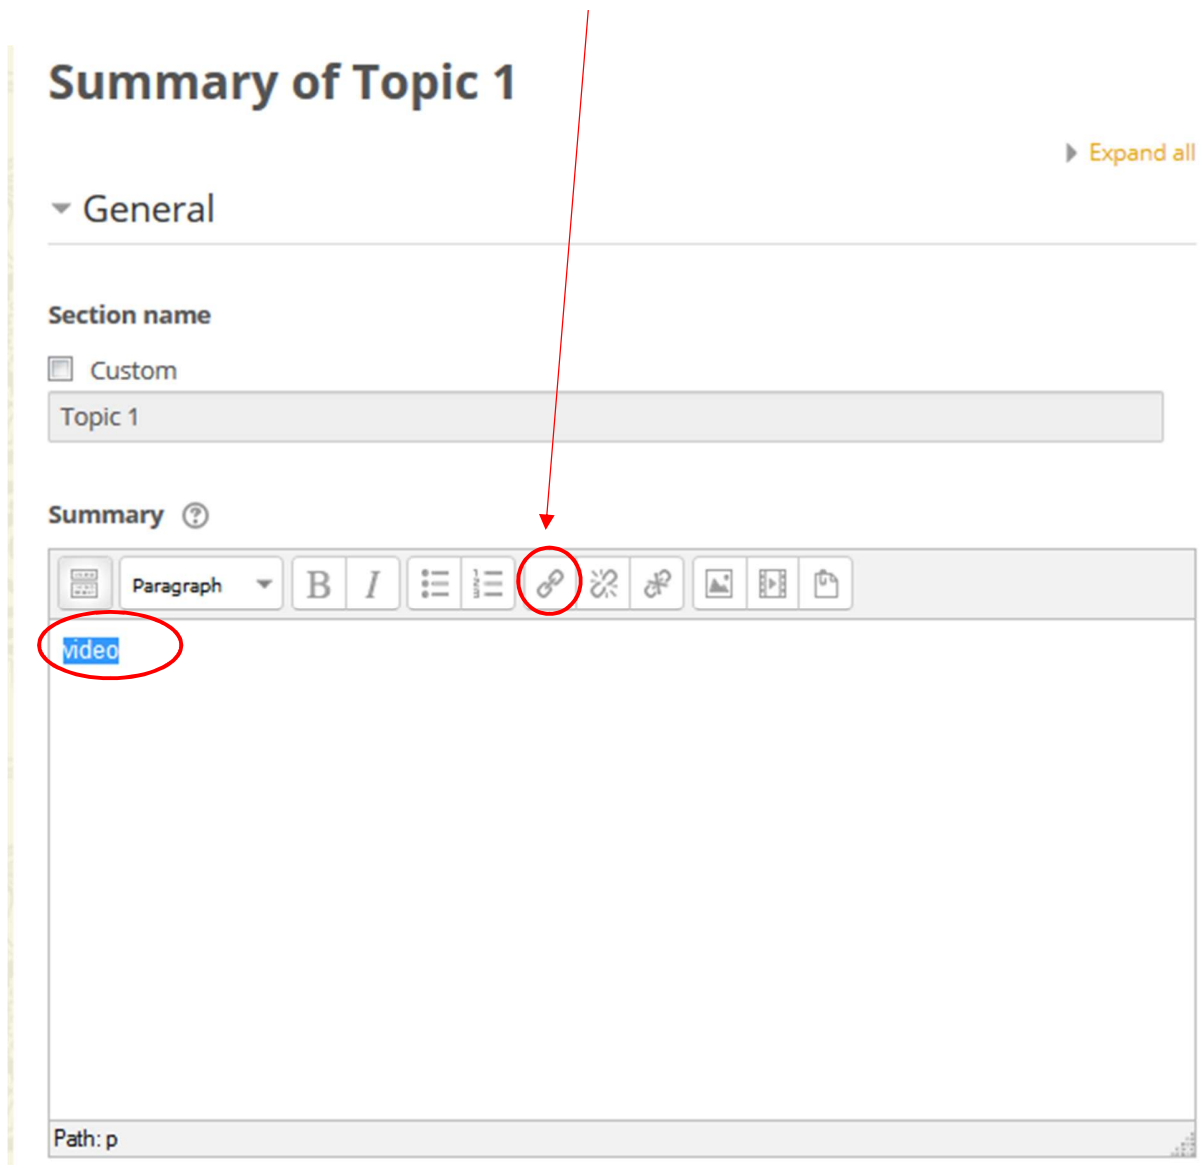 Summary of Topic 1
Expand all
General
Section name
Custom
Topic 1
Summary
Paragraph B I
video
Path: p